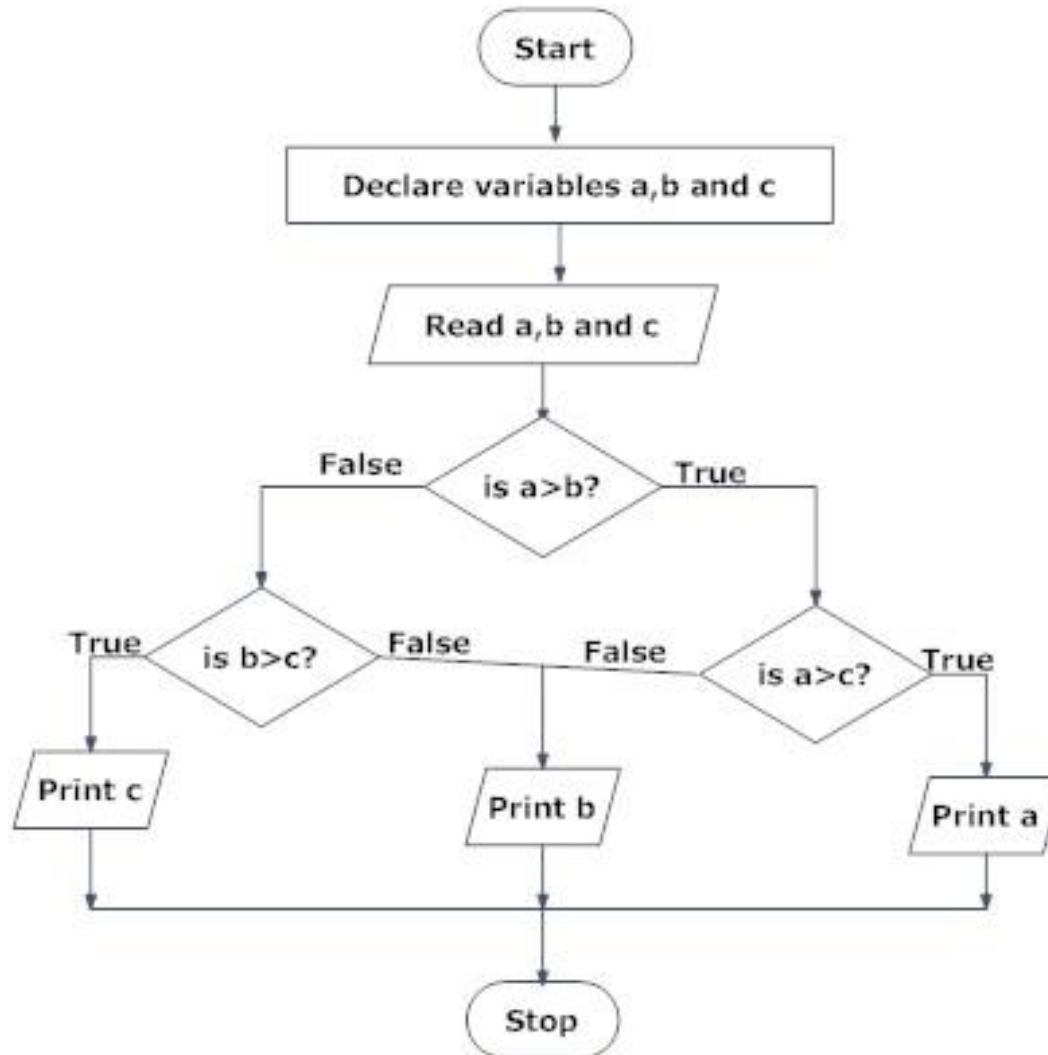 Start
Declare variables a,b and c
Read a,b and c
False
True
is a>b?
True
is b>c?
False
False
is a>c?
True
Print c
Print b
Print a
Stop